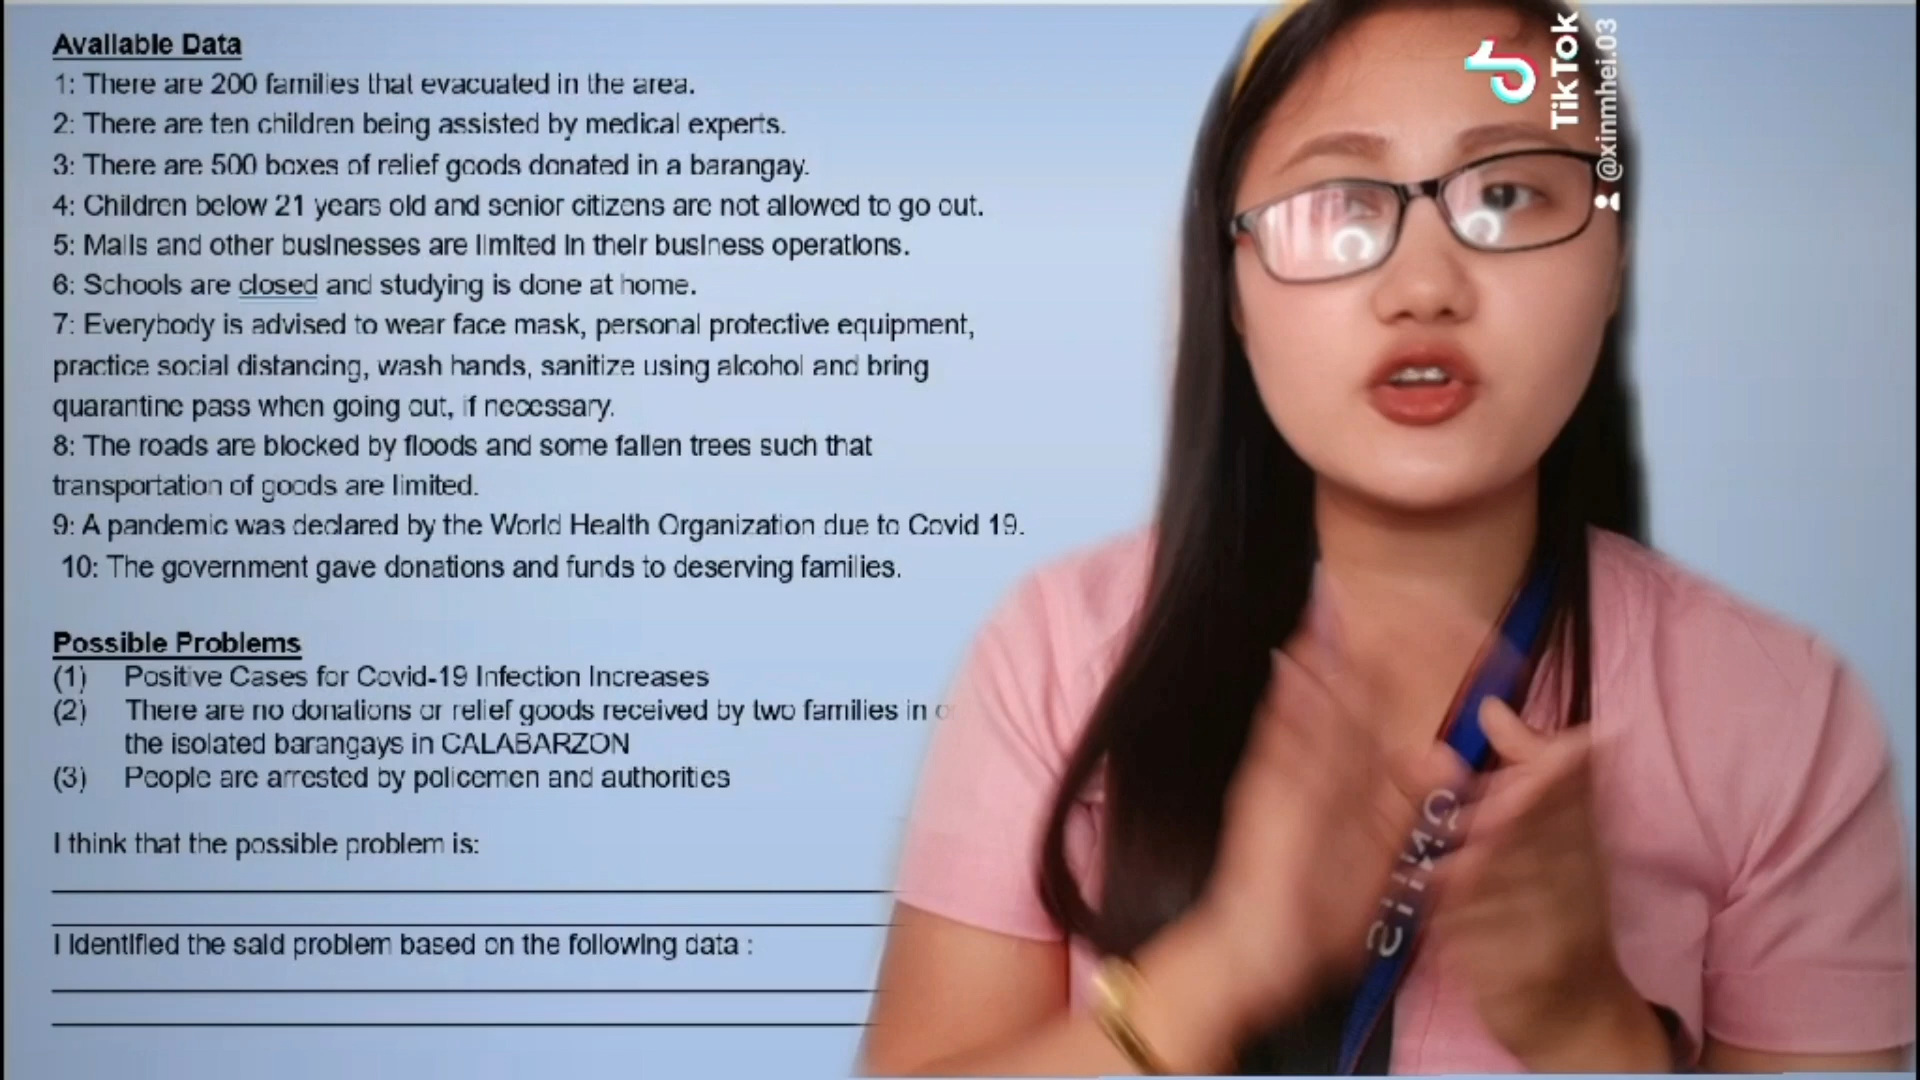 Available Data
1: There are 200 families that evacuated in the area.
2: There are ten children being assisted by medical experts.
3: There are 500 boxes of relief goods donated in a barangay.
4: Children below 21 years old and senior citizens are not allowed to go out.
5: Malls and other businesses are limited in their business operations.
6: Schools are closed and studying is done at home.
7: Everybody is advised to wear face mask, personal protective equipment,
practice social distancing, wash hands, sanitize using alcohol and bring
quarantine pass when going out, if necessary.
8: The roads are blocked by floods and some fallen trees such that
transportation of goods are limited.
9: A pandemic was declared by the World Health Organization due to Covid 19.
10: The government gave donations and funds to deserving families.
Possible Problems
(1) Positive Cases for Covid-19 Infection Increases
(2) There are no donations or relief goods received by two families in
the isolated barangays in CALABARZON
(3) People are arrested by policemen and authorities
I think that the possible problem is:
I identified the said problem based on the following data :
TikTok
@xinmhei.03